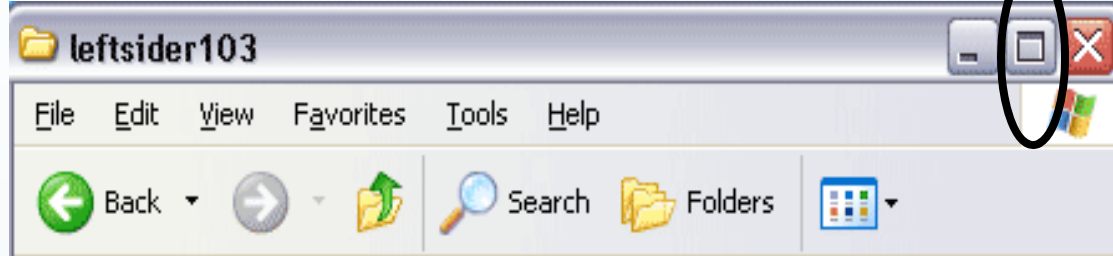 leftsider103
File Edit View Favorites Tools Help
Back Search Folders